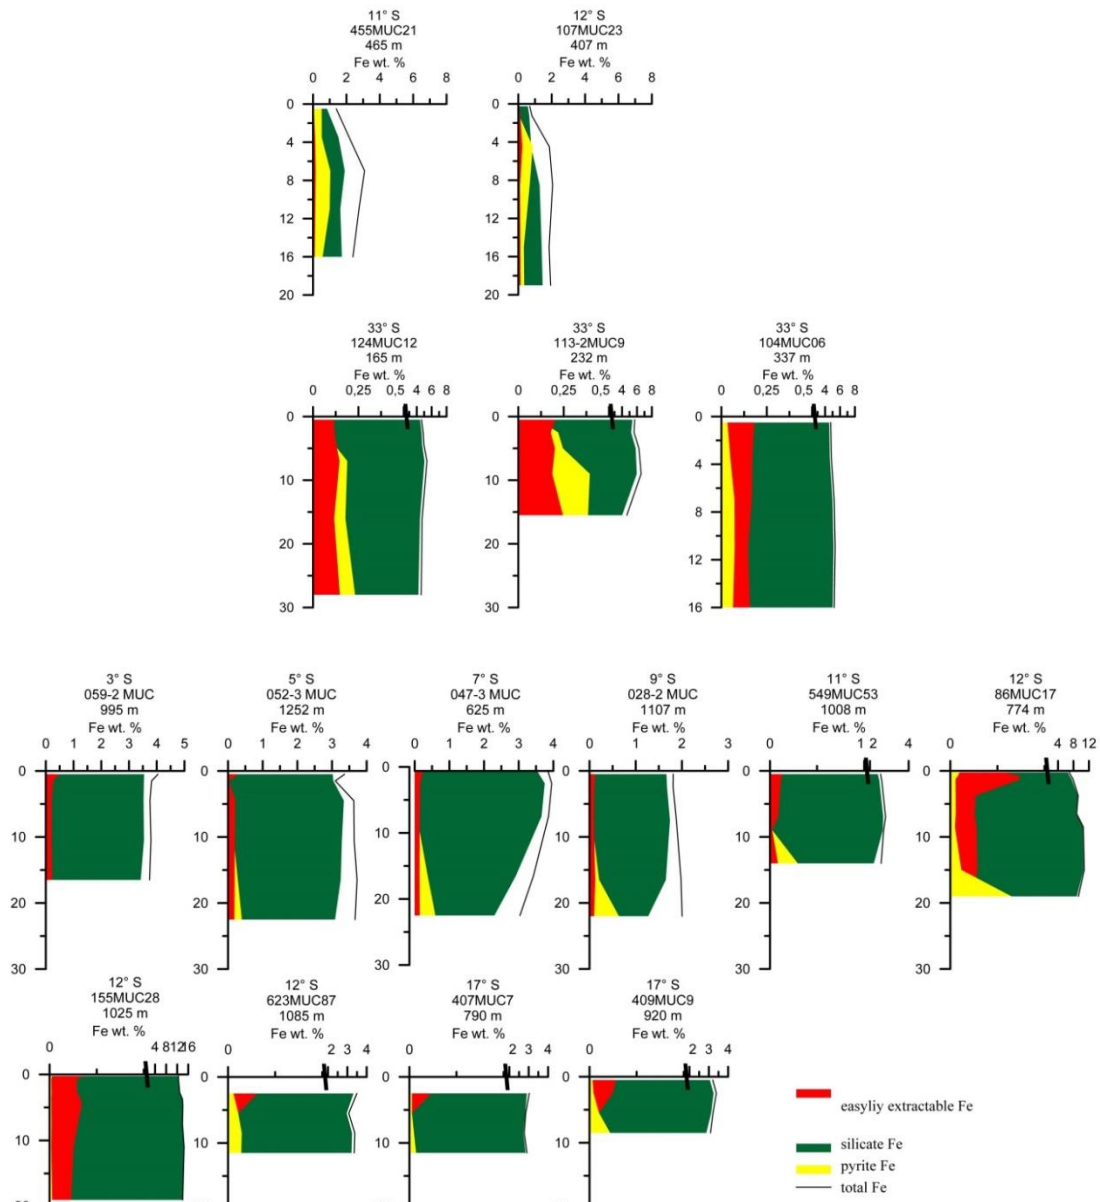 11° S
455MUC21
465 m
Fe wt. %
0 2 4 6 8
0
4
8
12
16
20
12° S
107MUC23
407 m
Fe wt. %
0 2 4 6 8
0
4
8
12
16
20
33° S
124MUC12
165 m
Fe wt. %
0 0,25 0,5 4 6 8
0
10
20
30
33° S
113-2MUC9
232 m
Fe wt. %
0 0,25 0,5 4 6 8
0
10
20
30
33° S
104MUC06
337 m
Fe wt. %
0 0,25 0,5 4 6 8
0
4
8
12
16
3° S
059-2 MUC
995 m
Fe wt. %
0 1 2 3 4 5
0
10
20
30
5° S
052-3 MUC
1252 m
Fe wt. %
0 1 2 3 4
0
10
20
30
7° S
047-3 MUC
625 m
Fe wt. %
0 1 2 3 4
0
10
20
30
9° S
028-2 MUC
1107 m
Fe wt. %
0 1 2 3
0
10
20
30
11° S
549MUC53
1008 m
Fe wt. %
0 2 4
0
10
20
30
12° S
86MUC17
774 m
Fe wt. %
0 4 8 12
0
10
20
30
12° S
155MUC28
1025 m
Fe wt. %
0 4 8 12 16
0
10
12° S
623MUC87
1085 m
Fe wt. %
0 2 3 4
0
10
17° S
407MUC7
790 m
Fe wt. %
0 2 3 4
0
10
17° S
409MUC9
920 m
Fe wt. %
0 2 3 4
0
10
easyliy extractable Fe
silicate Fe
pyrite Fe
total Fe